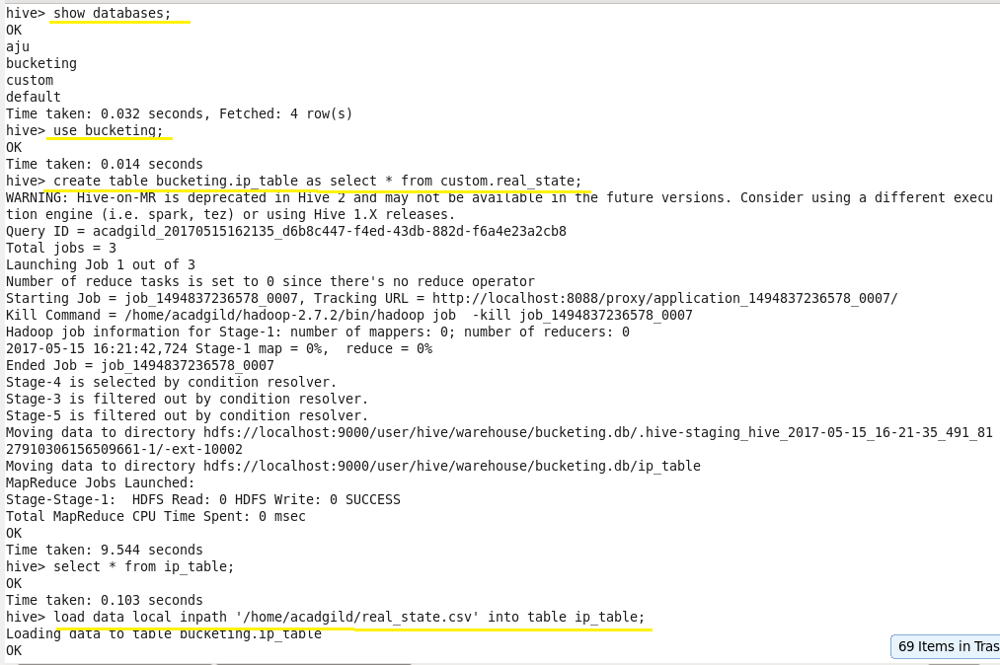 hive> show databases;
OK
aju
bucketing
custom
default
Time taken: 0.032 seconds, Fetched: 4 row(s)
hive> use bucketing;
OK
Time taken: 0.014 seconds
hive> create table bucketing.ip_table as select * from custom.real_state;
WARNING: Hive-on-MR is deprecated in Hive 2 and may not be available in the future versions. Consider using a different execu
tion engine (i.e. spark, tez) or using Hive 1.X releases.
Query ID = acadgild_20170515162135_d6b8c447-f4ed-43db-882d-f6a4e23a2cb8
Total jobs = 3
Launching Job 1 out of 3
Number of reduce tasks is set to 0 since there's no reduce operator
Starting Job = job_1494837236578_0007, Tracking URL = http://localhost:8088/proxy/application_1494837236578_0007/
Kill Command = /home/acadgild/hadoop-2.7.2/bin/hadoop job  -kill job_1494837236578_0007
Hadoop job information for Stage-1: number of mappers: 0; number of reducers: 0
2017-05-15 16:21:42,724 Stage-1 map = 0%,  reduce = 0%
Ended Job = job_1494837236578_0007
Stage-4 is selected by condition resolver.
Stage-3 is filtered out by condition resolver.
Stage-5 is filtered out by condition resolver.
Moving data to directory hdfs://localhost:9000/user/hive/warehouse/bucketing.db/.hive-staging_hive_2017-05-15_16-21-35_491_81
27910306156509661-1/-ext-10002
Moving data to directory hdfs://localhost:9000/user/hive/warehouse/bucketing.db/ip_table
MapReduce Jobs Launched:
Stage-Stage-1:  HDFS Read: 0 HDFS Write: 0 SUCCESS
Total MapReduce CPU Time Spent: 0 msec
OK
Time taken: 9.544 seconds
hive> select * from ip_table;
OK
Time taken: 0.103 seconds
hive> load data local inpath '/home/acadgild/real_state.csv' into table ip_table;
Loading data to table bucketing.ip_table
OK
69 Items in Tras